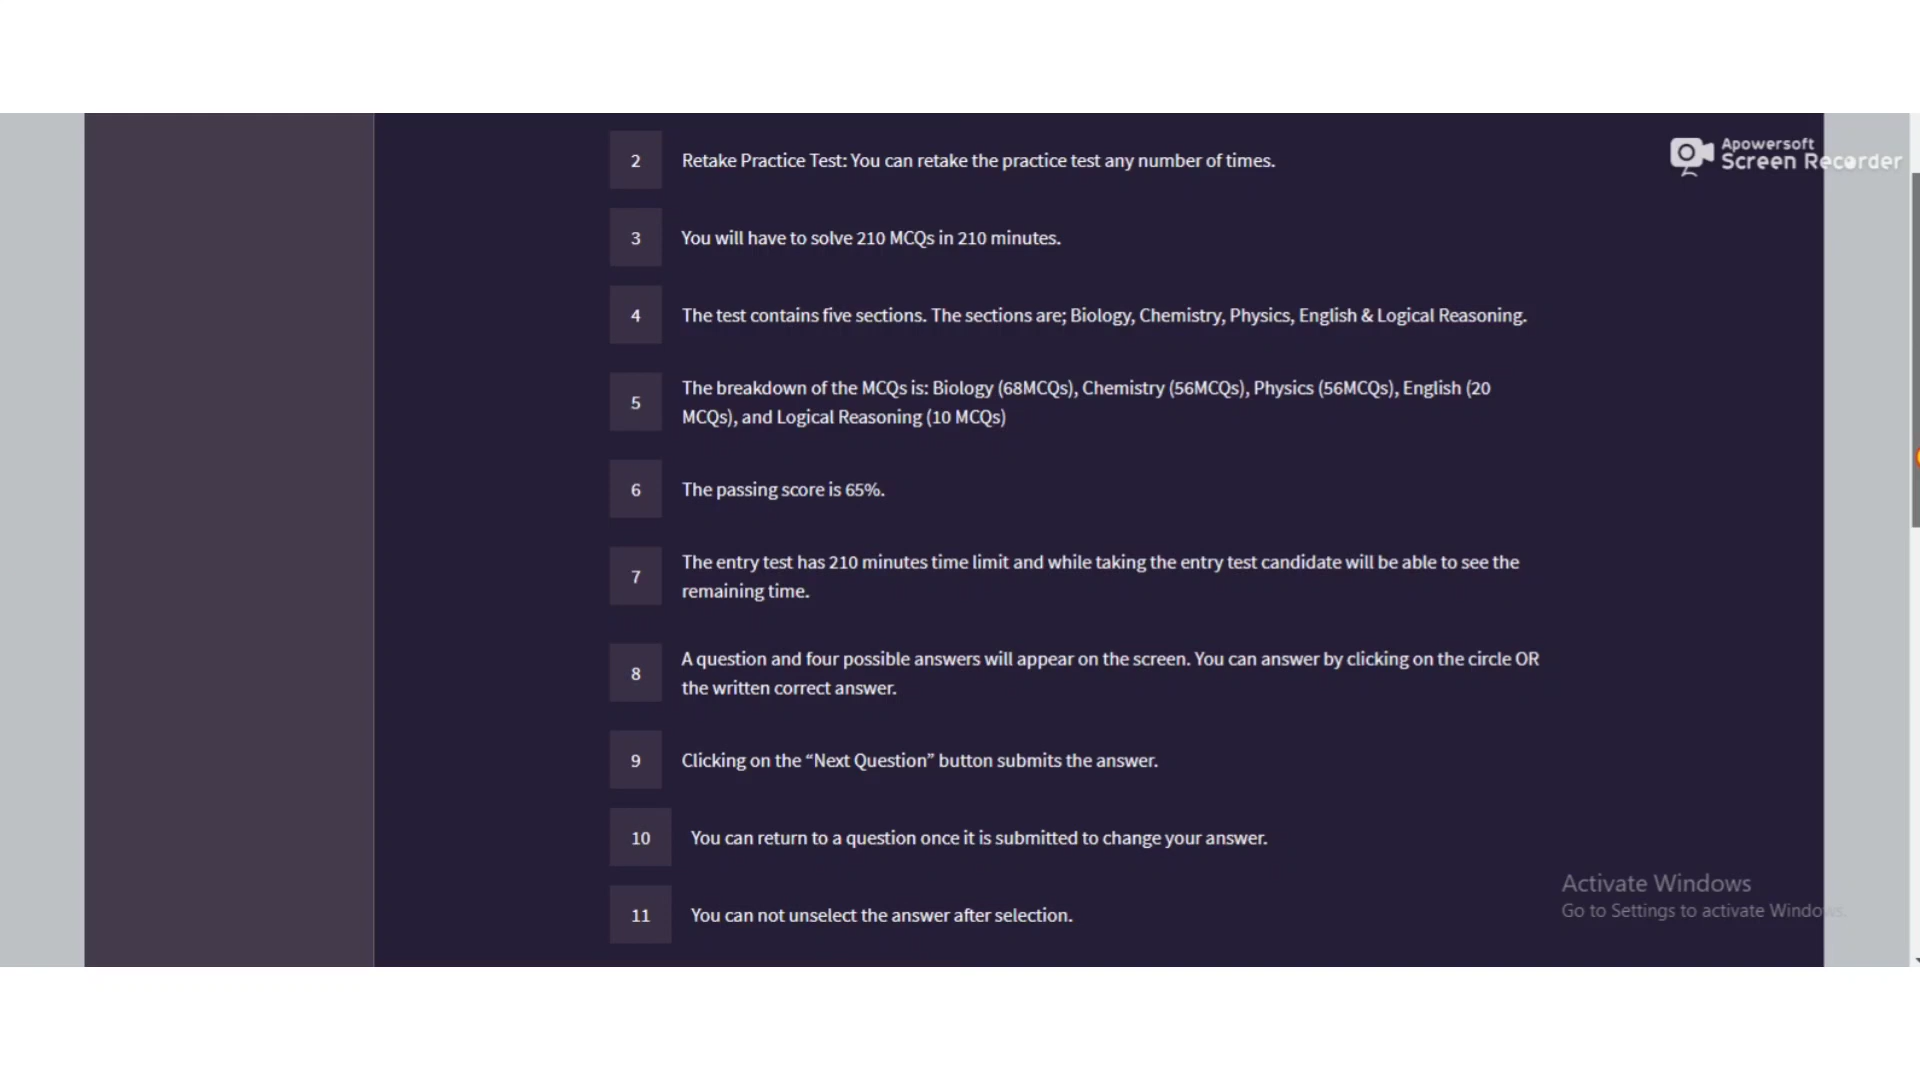 2 Retake Practice Test: You can retake the practice test any number of times.
Apowersoft
Screen Recorder
3 You will have to solve 210 MCQs in 210 minutes.
4 The test contains five sections. The sections are; Biology, Chemistry, Physics, English & Logical Reasoning.
5 The breakdown of the MCQs is: Biology (68MCQs), Chemistry (56MCQs), Physics (56MCQs), English (20
MCQs), and Logical Reasoning (10 MCQs)
6 The passing score is 65%.
7 The entry test has 210 minutes time limit and while taking the entry test candidate will be able to see the
remaining time.
8 A question and four possible answers will appear on the screen. You can answer by clicking on the circle OR
the written correct answer.
9 Clicking on the “Next Question” button submits the answer.
10 You can return to a question once it is submitted to change your answer.
11 You can not unselect the answer after selection.
Activate Windows
Go to Settings to activate Windows.